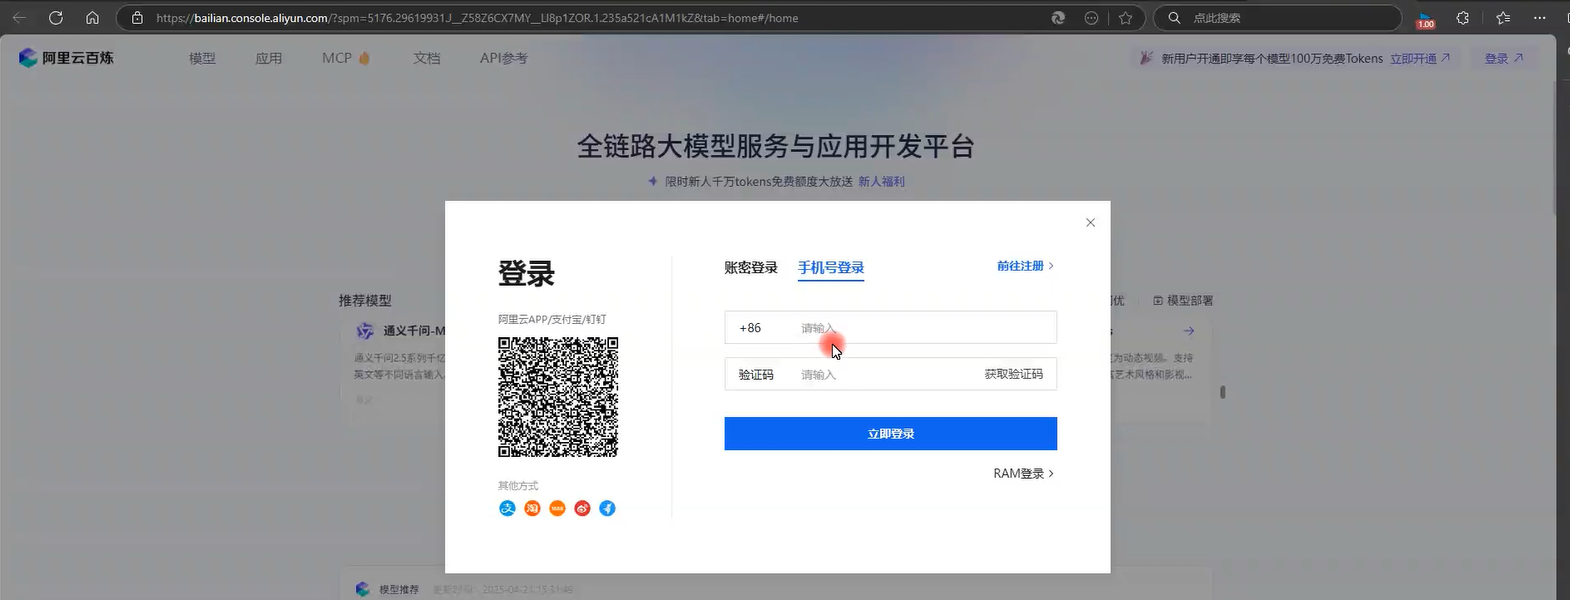 https://bailian.console.aliyun.com/?spm=5176.29619931J__Z58Z6CX7MY__Ll8p1ZOR.1.235a521cA1M1kZ&tab=home#/home
点此搜索
1.00
阿里云百炼
模型
应用
MCP
文档
API参考
新用户开通即享每个模型100万免费Tokens 立即开通
登录
全链路大模型服务与应用开发平台
限时新人千万tokens免费额度大放送 新人福利
登录
账密登录
手机号登录
前往注册
推荐模型
模型部署
阿里云APP/支付宝/钉钉
+86
请输入
通义千问-M
通义千问2.5系列千亿
英文等不同语言输入。
为动态视频。支持
艺术风格和影视...
验证码
请输入
获取验证码
立即登录
RAM登录
其他方式
模型推荐
2025-04-21